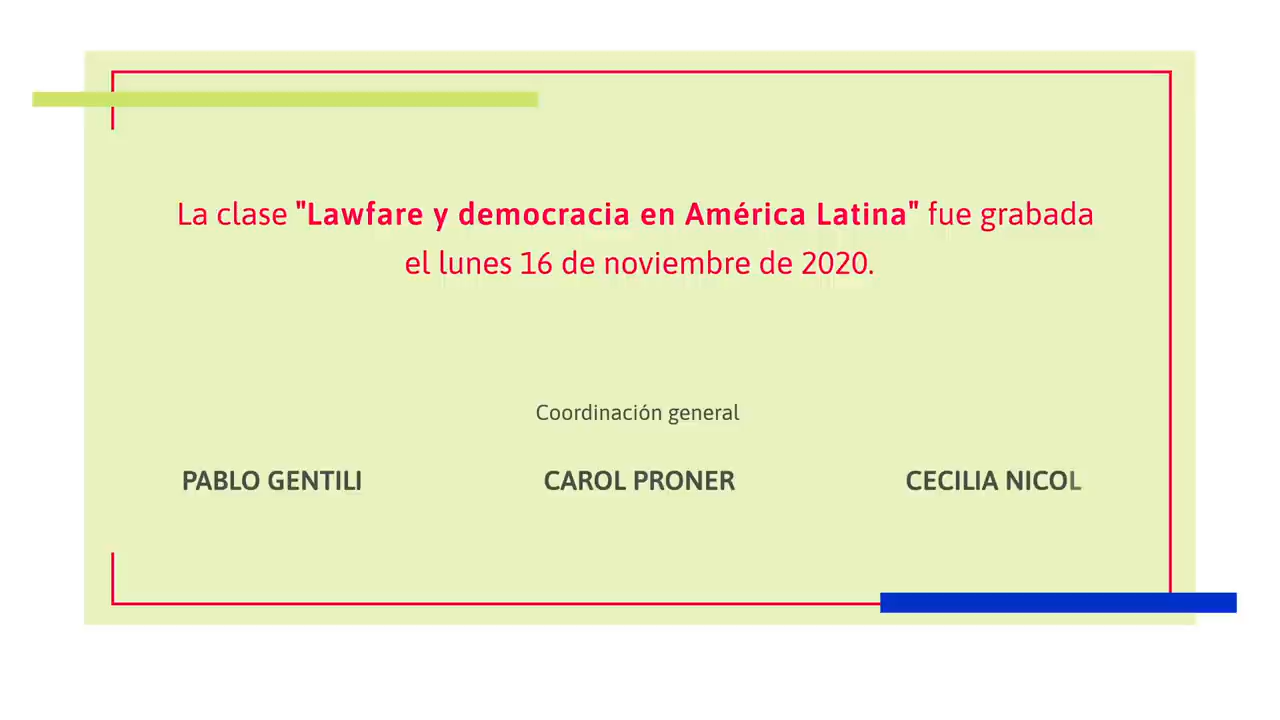 La clase "Lawfare y democracia en América Latina" fue grabada
el lunes 16 de noviembre de 2020.
Coordinación general
PABLO GENTILI CAROL PRONER CECILIA NICOL